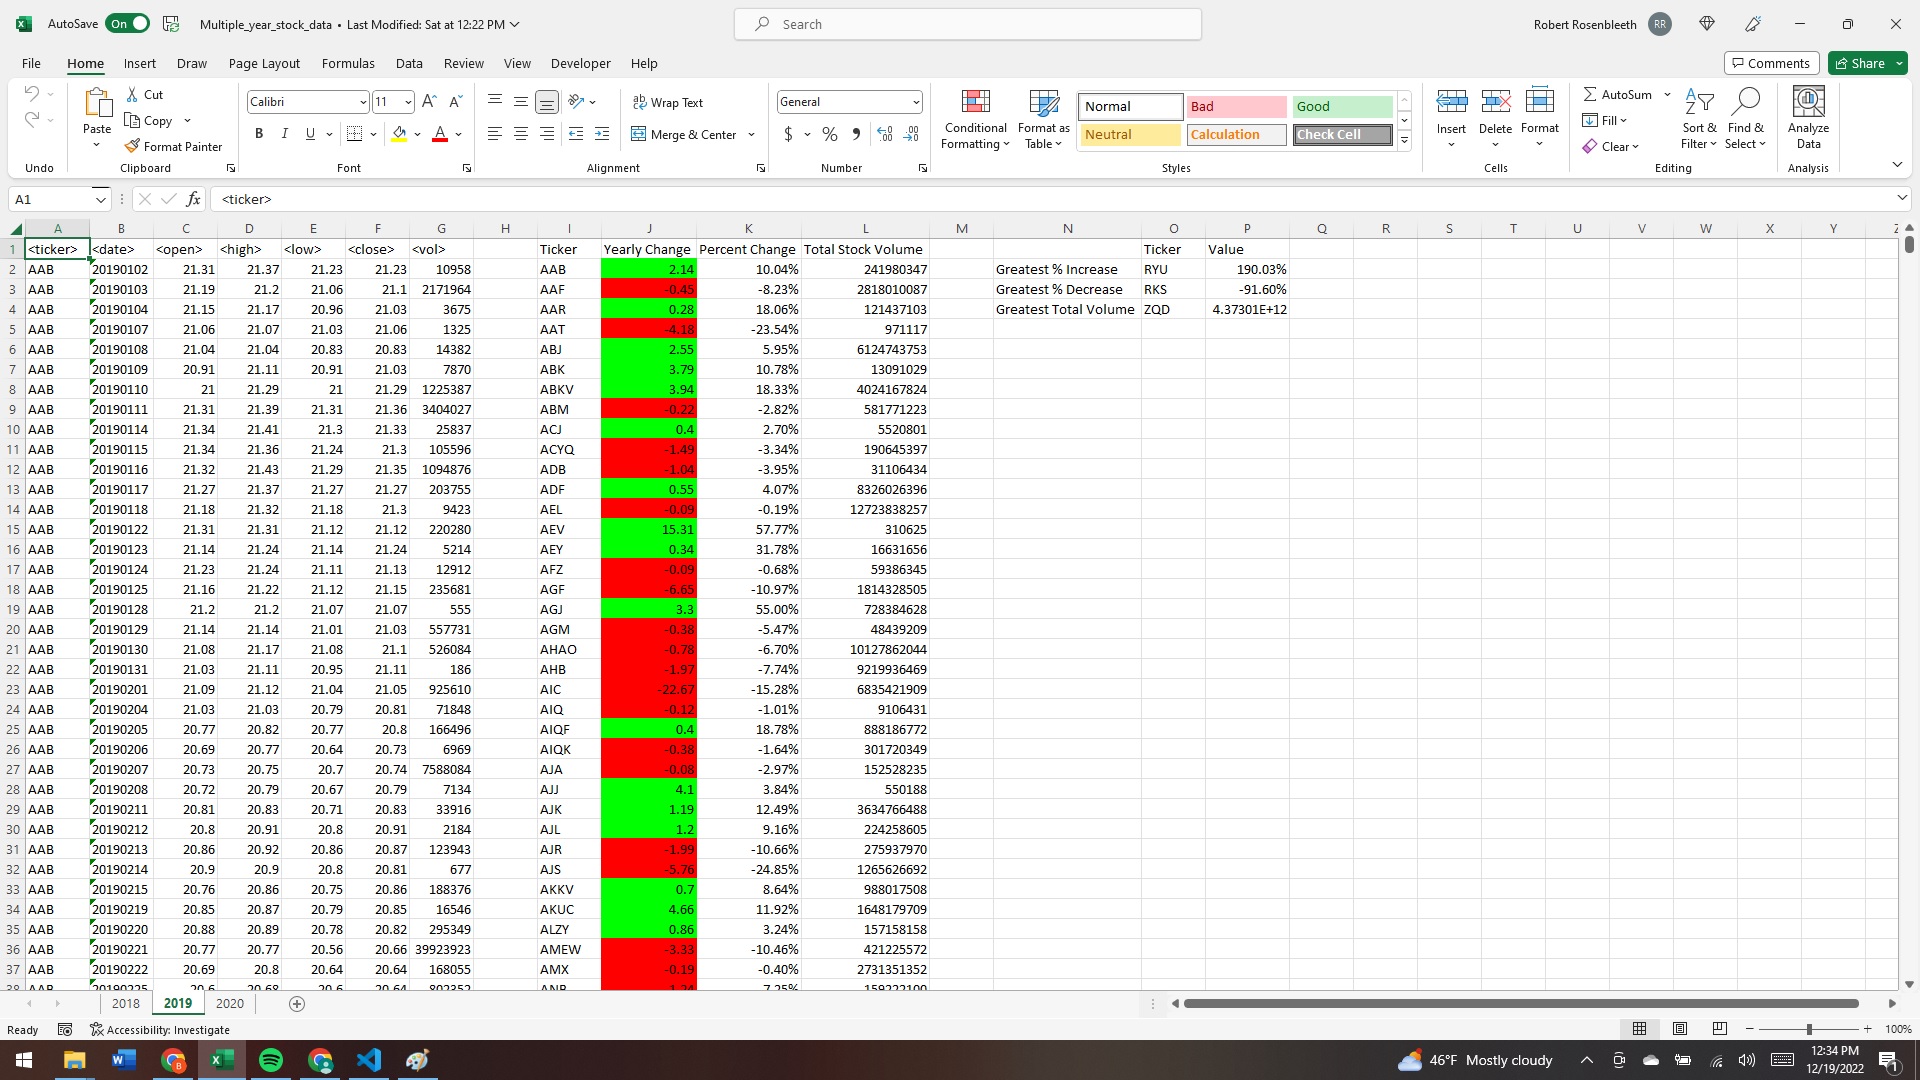 AutoSave On Multiple_year_stock_data • Last Modified: Sat at 12:22 PM Search Robert Rosenbleeth RR
File Home Insert Draw Page Layout Formulas Data Review View Developer Help Comments Share
Cut
Copy
Format Painter
Paste
Calibri 11
B I U
Wrap Text
Merge & Center
General
$ % 9
Conditional Formatting
Format as Table
Normal Bad Good
Neutral Calculation Check Cell
Insert Delete Format
AutoSum
Fill
Clear
Sort & Filter
Find & Select
Analyze Data
Undo Clipboard Font Alignment Number Styles Cells Editing Analysis
A1 fx <ticker>
A B C D E F G H I J K L M N O P Q R S T U V W X Y Z
1 <ticker> <date> <open> <high> <low> <close> <vol> Ticker Yearly Change Percent Change Total Stock Volume Ticker Value
2 AAB 20190102 21.31 21.37 21.23 21.23 10958 AAB 2.14 10.04% 241980347 Greatest % Increase RYU 190.03%
3 AAB 20190103 21.19 21.2 21.06 21.1 2171964 AAF -0.45 -8.23% 2818010087 Greatest % Decrease RKS -91.60%
4 AAB 20190104 21.15 21.17 20.96 21.03 3675 AAR 0.28 18.06% 121437103 Greatest Total Volume ZQD 4.37301E+12
5 AAB 20190107 21.06 21.07 21.03 21.06 1325 AAT -4.18 -23.54% 971117
6 AAB 20190108 21.04 21.04 20.83 20.83 14382 ABJ 2.55 5.95% 6124743753
7 AAB 20190109 20.91 21.11 20.91 21.03 7870 ABK 3.79 10.78% 13091029
8 AAB 20190110 21 21.29 21 21.29 1225387 ABKV 3.94 18.33% 4024167824
9 AAB 20190111 21.31 21.39 21.31 21.36 3404027 ABM -0.22 -2.82% 581771223
10 AAB 20190114 21.34 21.41 21.3 21.33 25837 ACJ 0.4 2.70% 5520801
11 AAB 20190115 21.34 21.36 21.24 21.3 105596 ACYQ -1.49 -3.34% 190645397
12 AAB 20190116 21.32 21.43 21.29 21.35 1094876 ADB -1.04 -3.95% 31106434
13 AAB 20190117 21.27 21.37 21.27 21.27 203755 ADF 0.55 4.07% 8326026396
14 AAB 20190118 21.18 21.32 21.18 21.3 9423 AEL -0.09 -0.19% 12723838257
15 AAB 20190122 21.31 21.31 21.12 21.12 220280 AEV 15.31 57.77% 310625
16 AAB 20190123 21.14 21.24 21.14 21.24 5214 AEY 0.34 31.78% 16631656
17 AAB 20190124 21.23 21.24 21.11 21.13 12912 AFZ -0.09 -0.68% 59386345
18 AAB 20190125 21.16 21.22 21.12 21.15 235681 AGF -6.65 -10.97% 1814328505
19 AAB 20190128 21.2 21.2 21.07 21.07 555 AGJ 3.3 55.00% 728384628
20 AAB 20190129 21.14 21.14 21.01 21.03 557731 AGM -0.38 -5.47% 48439209
21 AAB 20190130 21.08 21.17 21.08 21.1 526084 AHAO -0.78 -6.70% 10127862044
22 AAB 20190131 21.03 21.11 20.95 21.11 186 AHB -1.97 -7.74% 9219936469
23 AAB 20190201 21.09 21.12 21.04 21.05 925610 AIC -22.67 -15.28% 6835421909
24 AAB 20190204 21.03 21.03 20.79 20.81 71848 AIQ -0.12 -1.01% 9106431
25 AAB 20190205 20.77 20.82 20.77 20.8 166496 AIQF 0.4 18.78% 888186772
26 AAB 20190206 20.69 20.77 20.64 20.73 6969 AIQK -0.38 -1.64% 301720349
27 AAB 20190207 20.73 20.75 20.7 20.74 7588084 AJA -0.08 -2.97% 152528235
28 AAB 20190208 20.72 20.79 20.67 20.79 7134 AJJ 4.1 3.84% 550188
29 AAB 20190211 20.81 20.83 20.71 20.83 33916 AJK 1.19 12.49% 3634766488
30 AAB 20190212 20.8 20.91 20.8 20.91 2184 AJL 1.2 9.16% 224258605
31 AAB 20190213 20.86 20.92 20.86 20.87 123943 AJR -1.99 -10.66% 275937970
32 AAB 20190214 20.9 20.9 20.8 20.81 677 AJS -5.76 -24.85% 1265626692
33 AAB 20190215 20.76 20.86 20.75 20.86 188376 AKKV 0.7 8.64% 988017508
34 AAB 20190219 20.85 20.87 20.79 20.85 16546 AKUC 4.66 11.92% 1648179709
35 AAB 20190220 20.88 20.89 20.78 20.82 295349 ALZY 0.86 3.24% 157158158
36 AAB 20190221 20.77 20.77 20.56 20.66 39923923 AMEW -3.33 -10.46% 421225572
37 AAB 20190222 20.69 20.8 20.64 20.64 168055 AMX -0.19 -0.40% 2731351352
38 AAB 20190225 20.6 20.68 20.6 20.64 802352 ANB -1.24
2018 2019 2020
Ready Accessibility: Investigate 100%
46°F Mostly cloudy 12:34 PM
12/19/2022 1